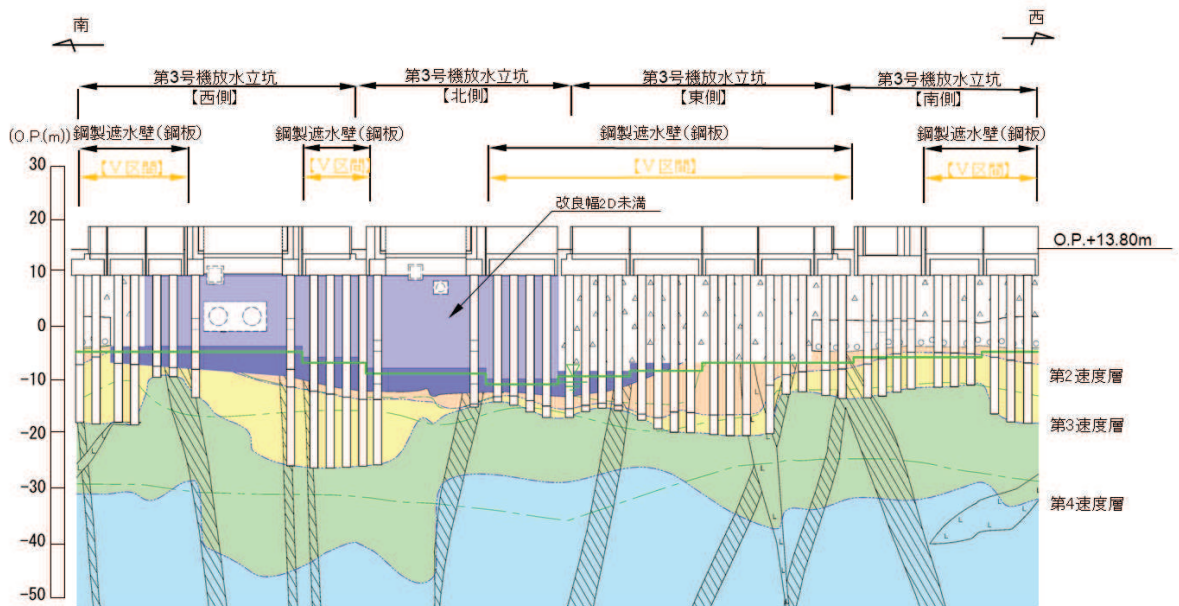 南
西
第3号機放水立坑
【西側】
第3号機放水立坑
【北側】
第3号機放水立坑
【東側】
第3号機放水立坑
【南側】
(O.P.(m))
鋼製遮水壁(鋼板)
鋼製遮水壁(鋼板)
鋼製遮水壁(鋼板)
鋼製遮水壁(鋼板)
【Ⅴ区間】
【Ⅴ区間】
【Ⅴ区間】
【Ⅴ区間】
改良幅2D未満
O.P.+13.80m
30
20
10
0
-10
-20
-30
-40
-50
第2速度層
第3速度層
第4速度層